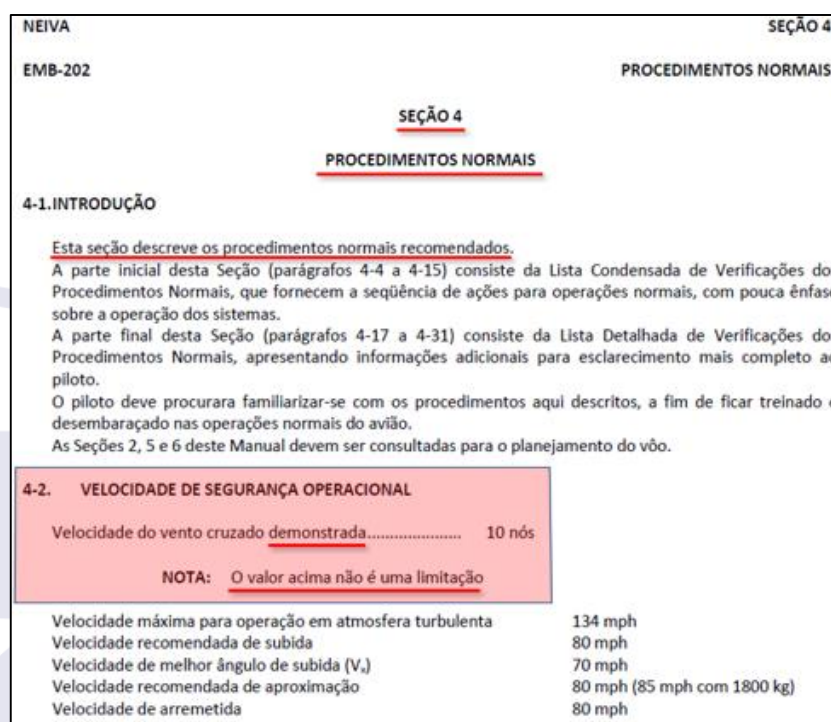 NEIVA SEÇÃO 4
EMB-202 PROCEDIMENTOS NORMAIS
SEÇÃO 4
PROCEDIMENTOS NORMAIS
4-1.INTRODUÇÃO
Esta seção descreve os procedimentos normais recomendados.
A parte inicial desta Seção (parágrafos 4-4 a 4-15) consiste da Lista Condensada de Verificações do
Procedimentos Normais, que fornecem a seqüência de ações para operações normais, com pouca ênfase
sobre a operação dos sistemas.
A parte final desta Seção (parágrafos 4-17 a 4-31) consiste da Lista Detalhada de Verificações do
Procedimentos Normais, apresentando informações adicionais para esclarecimento mais completo a
piloto.
O piloto deve procurara familiarizar-se com os procedimentos aqui descritos, a fim de ficar treinado
desembaraçado nas operações normais do avião.
As Seções 2, 5 e 6 deste Manual devem ser consultadas para o planejamento do vôo.
4-2. VELOCIDADE DE SEGURANÇA OPERACIONAL
Velocidade do vento cruzado demonstrada..................... 10 nós
NOTA: O valor acima não é uma limitação
Velocidade máxima para operação em atmosfera turbulenta 134 mph
Velocidade recomendada de subida 80 mph
Velocidade de melhor ângulo de subida (Vₓ) 70 mph
Velocidade recomendada de aproximação 80 mph (85 mph com 1800 kg)
Velocidade de arremetida 80 mph